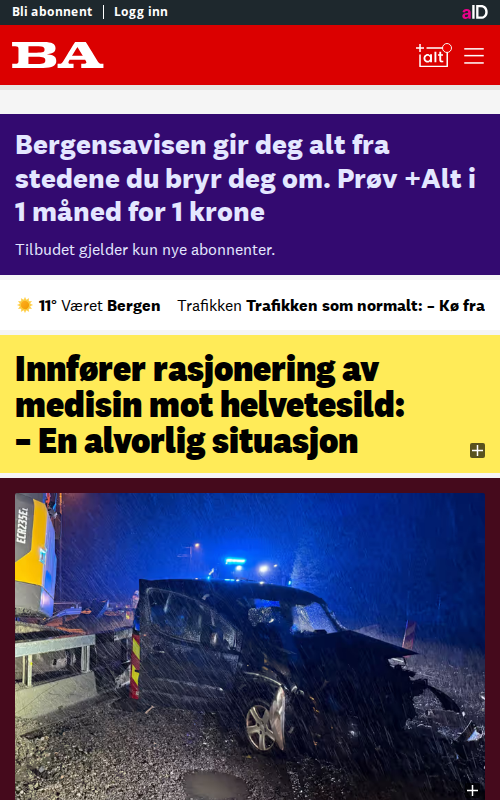 Bli abonnent | Logg inn
aID
BA
+alt
Bergensavisen gir deg alt fra
stedene du bryr deg om. Prøv +Alt i
1 måned for 1 krone
Tilbudet gjelder kun nye abonnenter.
11° Været Bergen Trafikken Trafikken som normalt: – Kø fra
Innfører rasjonering av
medisin mot helvetesild:
– En alvorlig situasjon
ECR235E